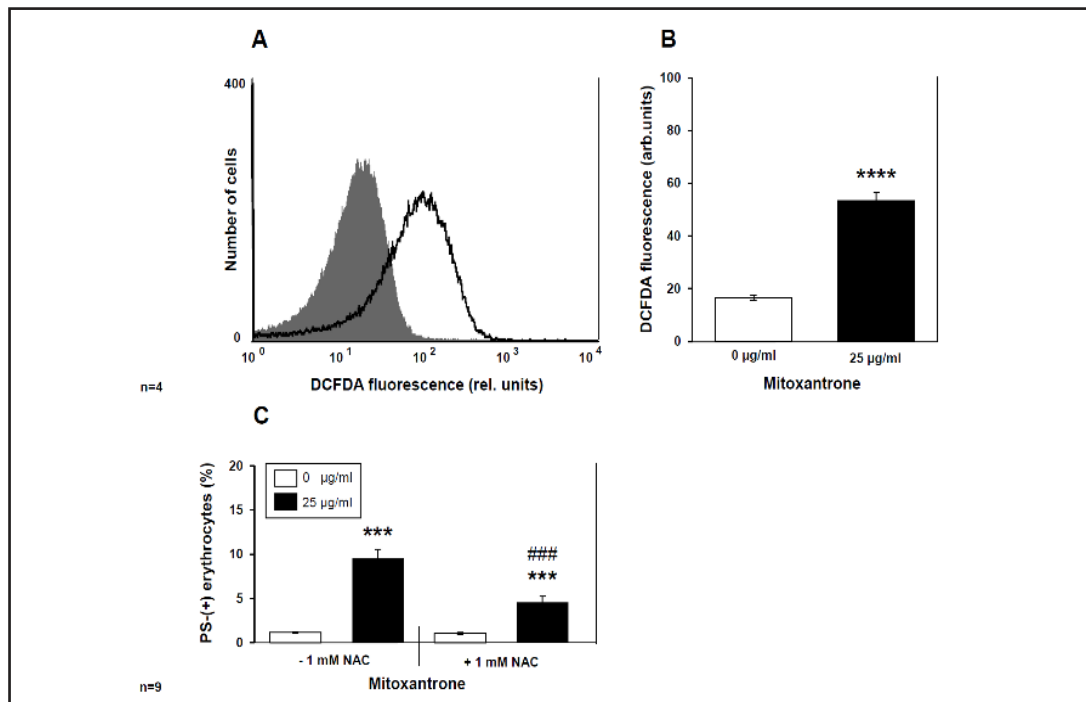 A
400
Number of cells
0
10^0 10^1 10^2 10^3 10^4
DCFDA fluorescence (rel. units)
n=4
B
DCFDA fluorescence (arb.units)
100
80
60
40
20
0
****
0 µg/ml 25 µg/ml
Mitoxantrone
C
PS-(+) erythrocytes (%)
20
15
10
5
0
0 µg/ml
25 µg/ml
***
###
***
- 1 mM NAC + 1 mM NAC
Mitoxantrone
n=9